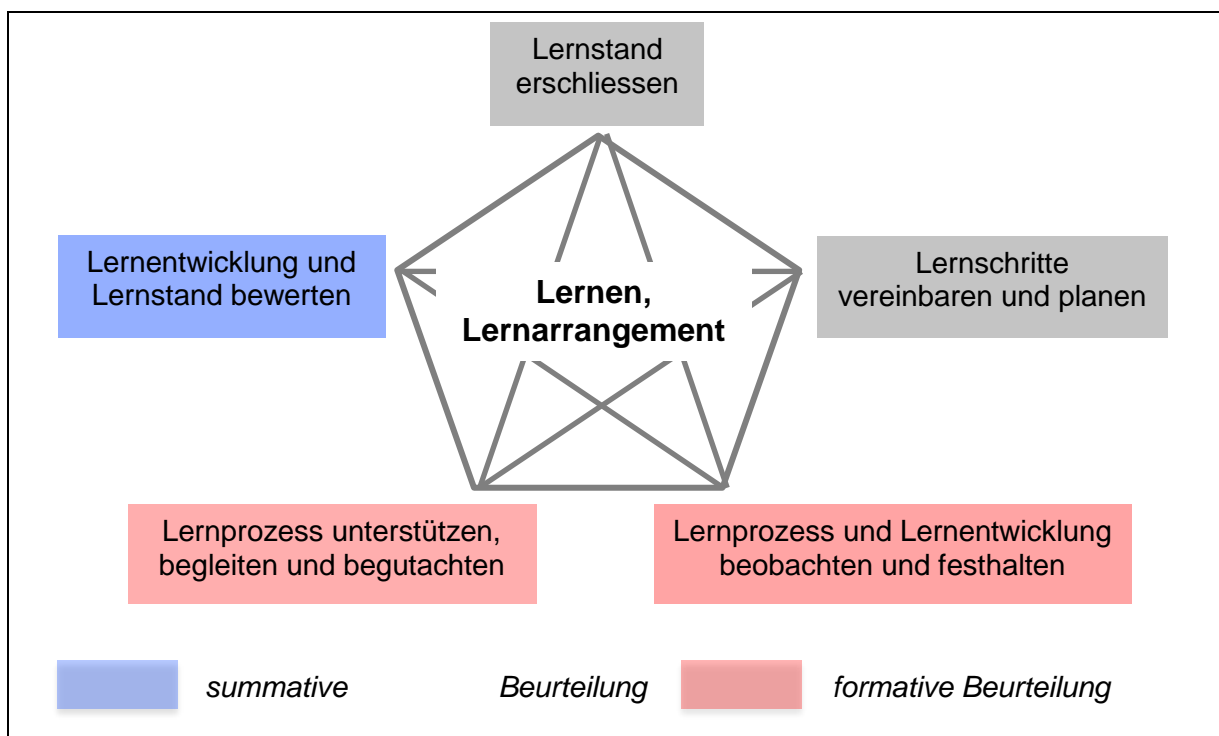 Lernstand
erschliessen
Lernentwicklung und
Lernstand bewerten
Lernschritte
vereinbaren und planen
Lernen,
Lernarrangement
Lernprozess unterstützen,
begleiten und begutachten
Lernprozess und Lernentwicklung
beobachten und festhalten
summative Beurteilung
formative Beurteilung